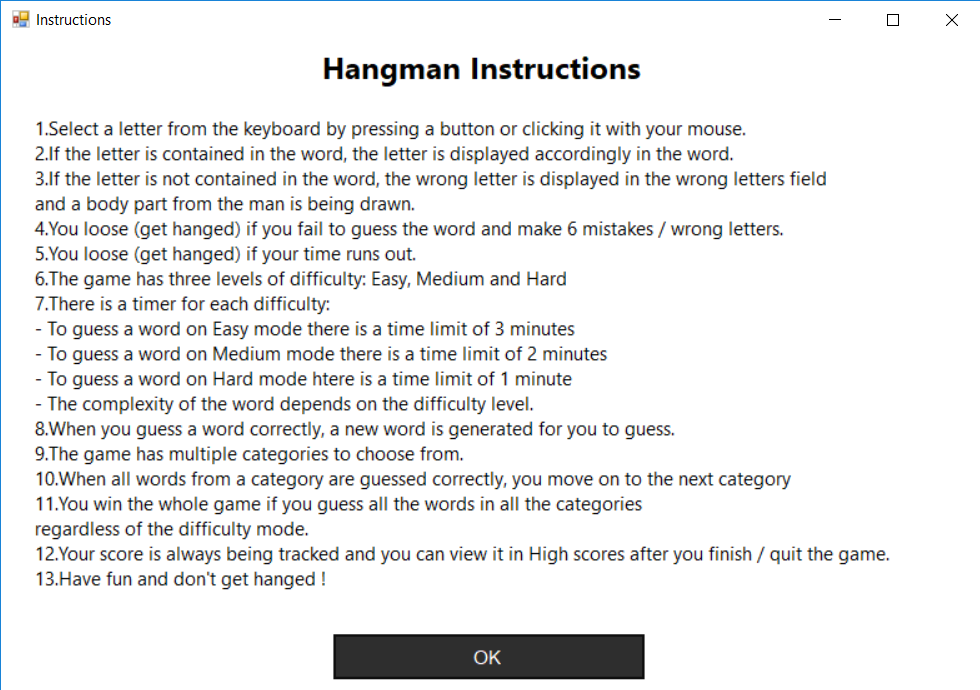 Instructions
Hangman Instructions
1.Select a letter from the keyboard by pressing a button or clicking it with your mouse.
2.If the letter is contained in the word, the letter is displayed accordingly in the word.
3.If the letter is not contained in the word, the wrong letter is displayed in the wrong letters field
and a body part from the man is being drawn.
4.You loose (get hanged) if you fail to guess the word and make 6 mistakes / wrong letters.
5.You loose (get hanged) if your time runs out.
6.The game has three levels of difficulty: Easy, Medium and Hard
7.There is a timer for each difficulty:
- To guess a word on Easy mode there is a time limit of 3 minutes
- To guess a word on Medium mode there is a time limit of 2 minutes
- To guess a word on Hard mode htere is a time limit of 1 minute
- The complexity of the word depends on the difficulty level.
8.When you guess a word correctly, a new word is generated for you to guess.
9.The game has multiple categories to choose from.
10.When all words from a category are guessed correctly, you move on to the next category
11.You win the whole game if you guess all the words in all the categories
regardless of the difficulty mode.
12.Your score is always being tracked and you can view it in High scores after you finish / quit the game.
13.Have fun and don't get hanged !
OK